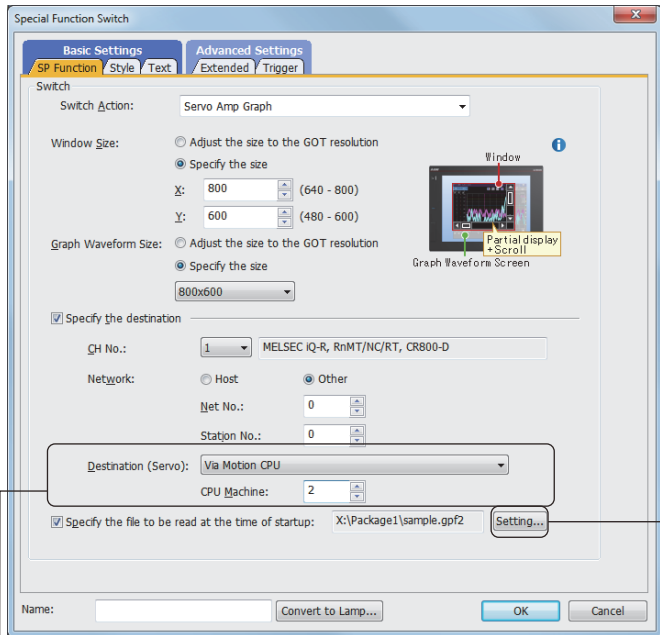 Special Function Switch
Basic Settings Advanced Settings
SP Function Style Text Extended Trigger
Switch
Switch Action: Servo Amp Graph
Window Size: Adjust the size to the GOT resolution
Specify the size
X: 800 (640 - 800)
Y: 600 (480 - 600)
Window
Graph Waveform Size: Adjust the size to the GOT resolution
Specify the size
800x600
Partial display
+Scroll
Graph Waveform Screen
Specify the destination
CH No.: 1 MELSEC iQ-R, RnMT/NC/RT, CR800-D
Network: Host Other
Net No.: 0
Station No.: 0
Destination (Servo): Via Motion CPU
CPU Machine: 2
Specify the file to be read at the time of startup: X:\Package1\sample.gpf2 Setting...
Name: Convert to Lamp... OK Cancel